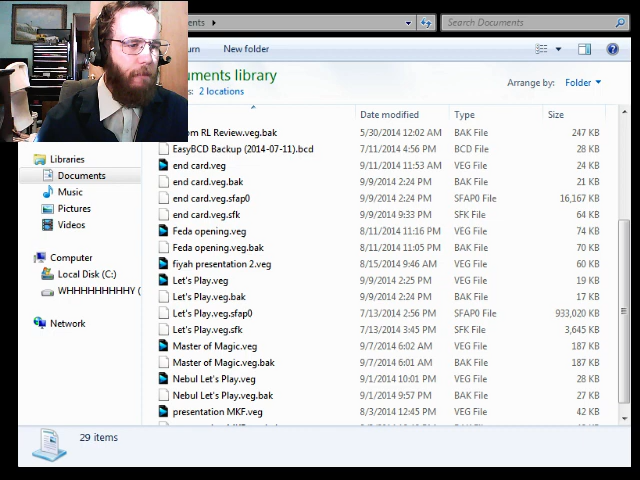 ents ▸
Search Documents
urn New folder
uments library
s: 2 locations
Arrange by: Folder
Date modified Type Size
om RL Review.veg.bak 5/30/2014 12:02 AM BAK File 247 KB
EasyBCD Backup (2014-07-11).bcd 7/11/2014 4:56 PM BCD File 28 KB
end card.veg 9/11/2014 11:53 AM VEG File 24 KB
end card.veg.bak 9/9/2014 2:24 PM BAK File 21 KB
end card.veg.sfap0 9/9/2014 2:24 PM SFAP0 File 16,167 KB
end card.veg.sfk 9/9/2014 9:33 PM SFK File 64 KB
Feda opening.veg 8/11/2014 11:16 PM VEG File 74 KB
Feda opening.veg.bak 8/11/2014 11:05 PM BAK File 70 KB
fiyah presentation 2.veg 8/15/2014 9:46 AM VEG File 60 KB
Let's Play.veg 9/9/2014 2:25 PM VEG File 19 KB
Let's Play.veg.bak 9/9/2014 2:24 PM BAK File 17 KB
Let's Play.veg.sfap0 7/13/2014 2:56 PM SFAP0 File 933,020 KB
Let's Play.veg.sfk 7/13/2014 3:45 PM SFK File 3,645 KB
Master of Magic.veg 9/7/2014 6:02 AM VEG File 187 KB
Master of Magic.veg.bak 9/7/2014 6:01 AM BAK File 187 KB
Nebul Let's Play.veg 9/1/2014 10:01 PM VEG File 28 KB
Nebul Let's Play.veg.bak 9/1/2014 9:57 PM BAK File 27 KB
presentation MKF.veg 8/3/2014 12:45 PM VEG File 42 KB
Libraries
Documents
Music
Pictures
Videos
Computer
Local Disk (C:)
WHHHHHHHHY (
Network
29 items